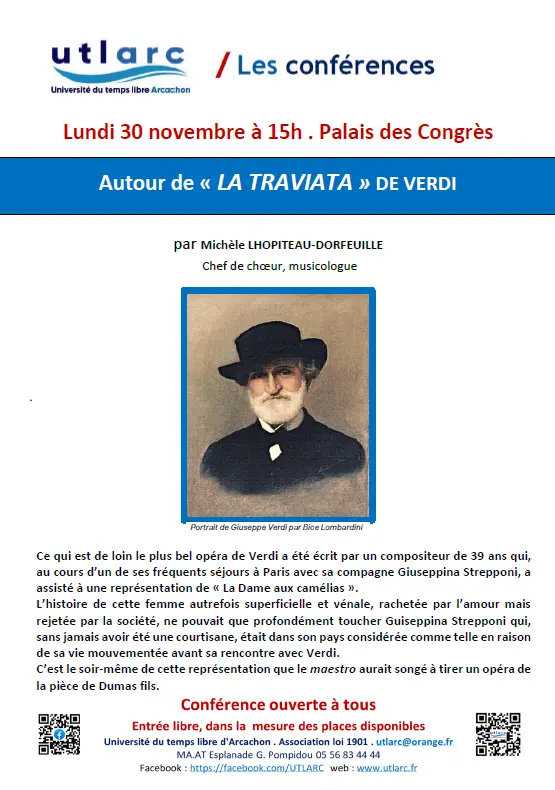 utlarc
Université du temps libre Arcachon
/ Les conférences
Lundi 30 novembre à 15h . Palais des Congrès
Autour de « LA TRAVIATA » DE VERDI
par Michèle LHOPITEAU-DORFEUILLE
Chef de chœur, musicologue
Portrait de Giuseppe Verdi par Bice Lombardini
Ce qui est de loin le plus bel opéra de Verdi a été écrit par un compositeur de 39 ans qui,
au cours d'un de ses fréquents séjours à Paris avec sa compagne Giuseppina Strepponi, a
assisté à une représentation de « La Dame aux camélias ».
L'histoire de cette femme autrefois superficielle et vénale, rachetée par l'amour mais
rejetée par la société, ne pouvait que profondément toucher Guiseppina Strepponi qui,
sans jamais avoir été une courtisane, était dans son pays considérée comme telle en raison
de sa vie mouvementée avant sa rencontre avec Verdi.
C'est le soir-même de cette représentation que le maestro aurait songé à tirer un opéra de
la pièce de Dumas fils.
Conférence ouverte à tous
Entrée libre, dans la mesure des places disponibles
Université du temps libre d'Arcachon . Association loi 1901 . utlarc@orange.fr
MA.AT Esplanade G. Pompidou 05 56 83 44 44
Facebook : https://facebook.com/UTLARC web : www.utlarc.fr
utlarc